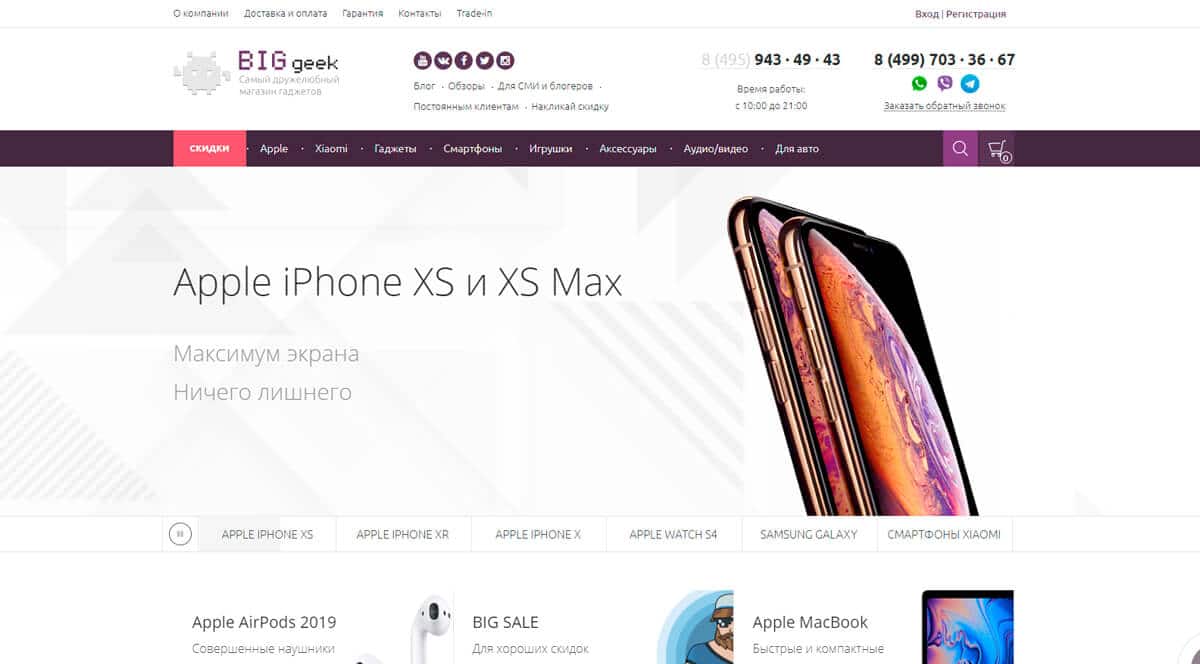 О компании Доставка и оплата Гарантия Контакты Trade-in
Вход | Регистрация
BIG geek
Самый дружелюбный
магазин гаджетов
Блог · Обзоры · Для СМИ и блогеров ·
Постоянным клиентам · Накликай скидку
8 (495) 943 · 49 · 43
Время работы:
с 10:00 до 21:00
8 (499) 703 · 36 · 67
Заказать обратный звонок
СКИДКИ · Apple · Xiaomi · Гаджеты · Смартфоны · Игрушки · Аксессуары · Аудио/видео · Для авто
0
Apple iPhone XS и XS Max
Максимум экрана
Ничего лишнего
APPLE IPHONE XS APPLE IPHONE XR APPLE IPHONE X APPLE WATCH S4 SAMSUNG GALAXY СМАРТФОНЫ XIAOMI
Apple AirPods 2019
Совершенные наушники
BIG SALE
Для хороших скидок
Apple MacBook
Быстрые и компактные